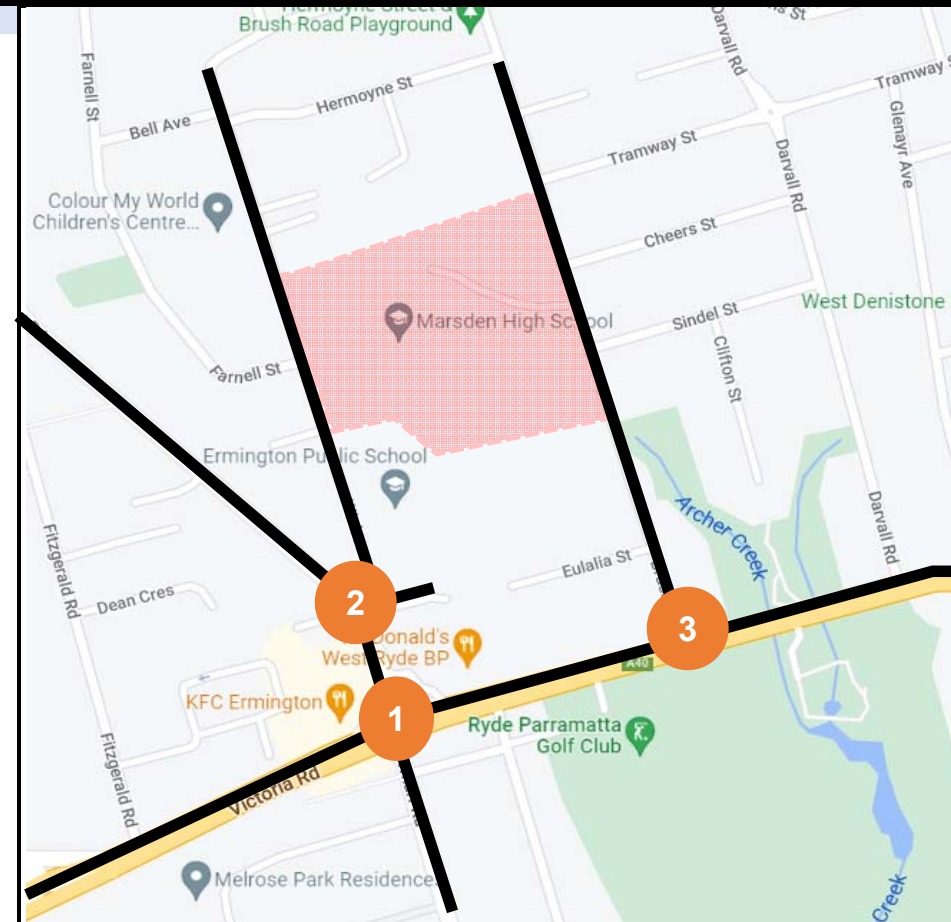 Hermoyne Street &
Brush Road Playground
Darvall Rd
St
Farnell St
Tramway
Hermoyne St
Bell Ave
Glenayr Ave
Tramway St
Darvall Rd
Colour My World
Children's Centre...
Cheers St
Marsden High School
West Denistone
Sindel St
Clifton St
Farnell St
Ermington Public School
Archer Creek
Darvall Rd
Fitzgerald Rd
Eulalia St
Dean Cres
2
3
Donald's
West Ryde BP
A40
KFC Ermington
1
Ryde Parramatta
Golf Club
Fitzgerald Rd
Victoria Rd
Rd
Melrose Park Residence
Creek